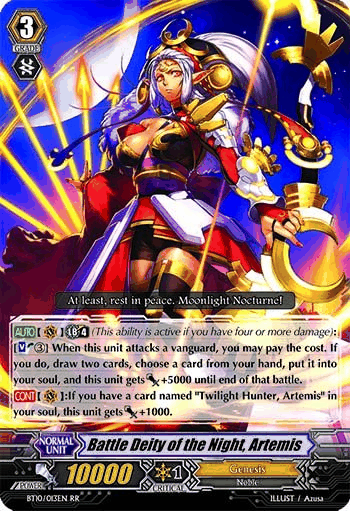 3
GRADE
At least, rest in peace. Moonlight Nocturne!
AUTO [ ] LB 4 (This ability is active if you have four or more damage):
[V 3] When this unit attacks a vanguard, you may pay the cost. If
you do, draw two cards, choose a card from your hand, put it into
your soul, and this unit gets +5000 until end of that battle.
CONT [ ]:If you have a card named "Twilight Hunter, Artemis" in
your soul, this unit gets +1000.
NORMAL
UNIT
Battle Deity of the Night, Artemis
POWER
10000
1
CRITICAL
Genesis
Noble
BT10/013EN RR
ILLUST / Azusa